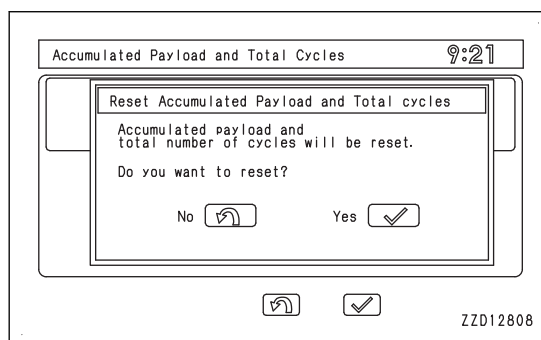 Accumulated Payload and Total Cycles 9:21
Reset Accumulated Payload and Total cycles
Accumulated payload and
total number of cycles will be reset.
Do you want to reset?
No Yes
ZZD12808